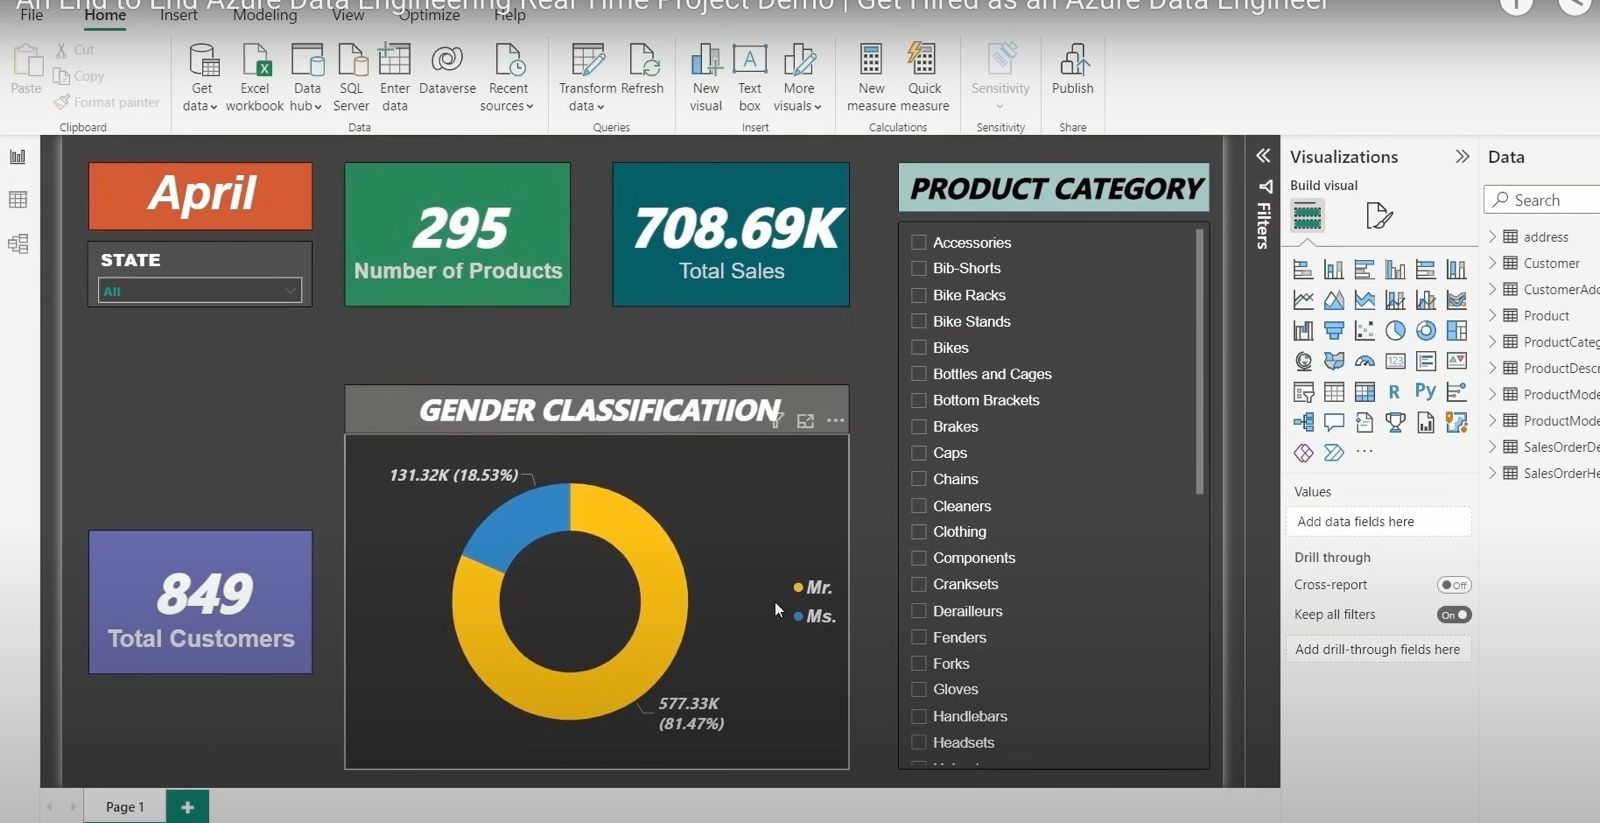 An End to End Azure Data Engineering Real Time Project Demo | Get Hired as an Azure Data Engineer
File Home Insert Modeling View Optimize Help
Paste
Cut
Copy
Format painter
Clipboard
Get data
Excel workbook
Data hub
SQL Server
Enter data
Dataverse
Recent sources
Data
Transform data
Refresh
Queries
New visual
Text box
More visuals
Insert
New measure
Quick measure
Calculations
Sensitivity
Sensitivity
Publish
Share
April
STATE
All
295
Number of Products
708.69K
Total Sales
849
Total Customers
GENDER CLASSIFICATIION
131.32K (18.53%)
577.33K
(81.47%)
Mr.
Ms.
PRODUCT CATEGORY
Accessories
Bib-Shorts
Bike Racks
Bike Stands
Bikes
Bottles and Cages
Bottom Brackets
Brakes
Caps
Chains
Cleaners
Clothing
Components
Cranksets
Derailleurs
Fenders
Forks
Gloves
Handlebars
Headsets
Filters
Visualizations
Build visual
R
Py
123
Values
Add data fields here
Drill through
Cross-report
Off
Keep all filters
On
Add drill-through fields here
Data
Search
address
Customer
CustomerAdd
Product
ProductCateg
ProductDescr
ProductMode
ProductMode
SalesOrderDe
SalesOrderHe
Page 1